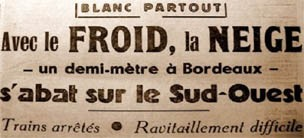 BLANC PARTOUT
Avec le FROID, la NEIGE
– un demi-mètre à Bordeaux –
s'abat sur le Sud-Ouest
Trains arrêtés • Ravitaillement difficile